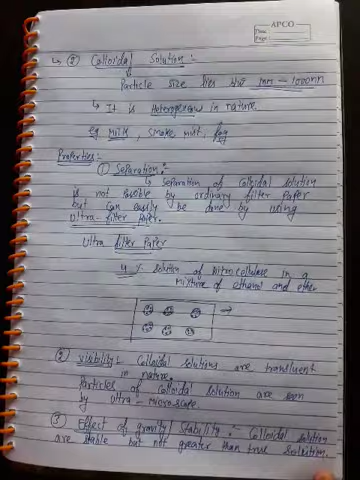 APCO
Date
Page
↳ ② Colloidal Solution :-
Particle size lies b/w 1nm - 1000nm
↳ It is Heterogeneous in nature.
Eg. Milk, smoke, mist, fog
Properties:-
① Separation:-
↳ Separation of Colloidal solution
is not possible by ordinary filter Paper
but can easily be done by using
Ultra-filter Paper.
Ultra filter Paper
4 % solution of Nitrocellulose in a
mixture of ethanol and ether
② Visibility:- Colloidal solutions are transluent
in nature.
Particles of Colloidal solution are seen
by ultra - microscope.
③ Effect of gravity/Stability :- Colloidal solution
are stable but not greater than true solution.